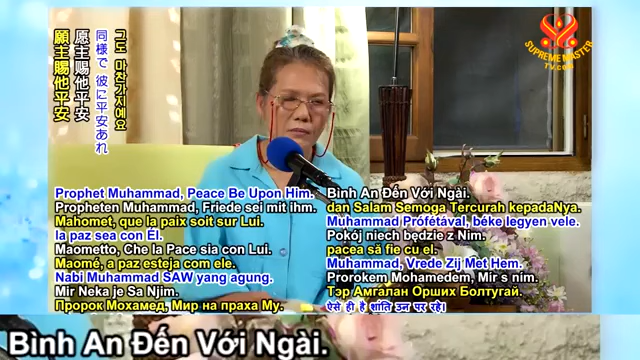 그도 마찬가지에요
同様で 彼に平安あれ
愿主赐他平安
願主賜他平安
SUPREME MASTER
TV.com
Prophet Muhammad, Peace Be Upon Him.
Propheten Muhammad, Friede sei mit ihm.
Mahomet, que la paix soit sur Lui.
la paz sea con Él.
Maometto, Che la Pace sia con Lui.
Maomé, a paz esteja com ele.
Nabi Muhammad SAW yang agung.
Mir Neka je Sa Njim.
Пророк Мохамед, Мир на праха Му.
Bình An Đến Với Ngài.
dan Salam Semoga Tercurah kepadaNya.
Muhammad Prófétával, béke legyen vele.
Pokój niech będzie z Nim.
pacea să fie cu el.
Muhammad, Vrede Zij Met Hem.
Prorokem Mohamedem, Mír s ním.
Тэр Амгалан Орших Болтугай.
ऐसे ही है शांति उन पर रहे।
Bình An Đến Với Ngài.